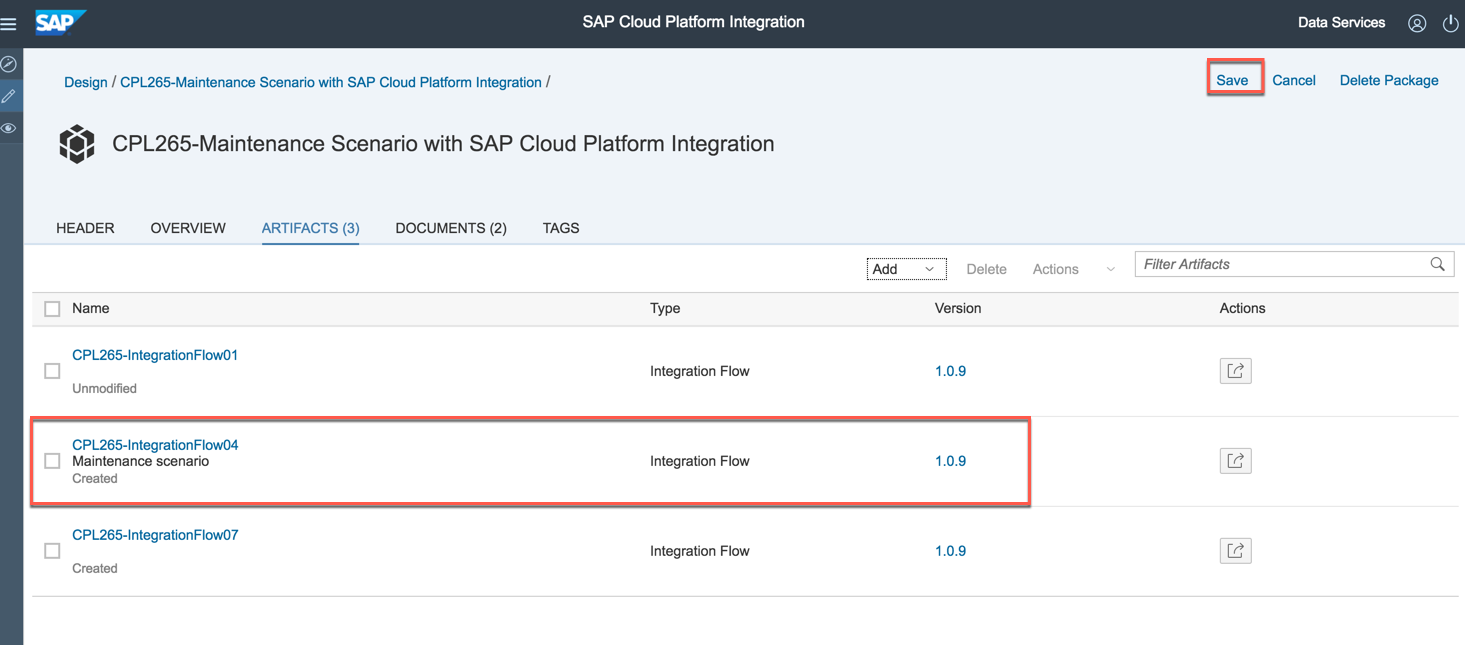 SAP
SAP Cloud Platform Integration
Data Services
Design / CPL265-Maintenance Scenario with SAP Cloud Platform Integration /
Save
Cancel
Delete Package
CPL265-Maintenance Scenario with SAP Cloud Platform Integration
HEADER
OVERVIEW
ARTIFACTS (3)
DOCUMENTS (2)
TAGS
Add
Delete
Actions
Filter Artifacts
Name
Type
Version
Actions
CPL265-IntegrationFlow01
Unmodified
Integration Flow
1.0.9
CPL265-IntegrationFlow04
Maintenance scenario
Created
Integration Flow
1.0.9
CPL265-IntegrationFlow07
Created
Integration Flow
1.0.9